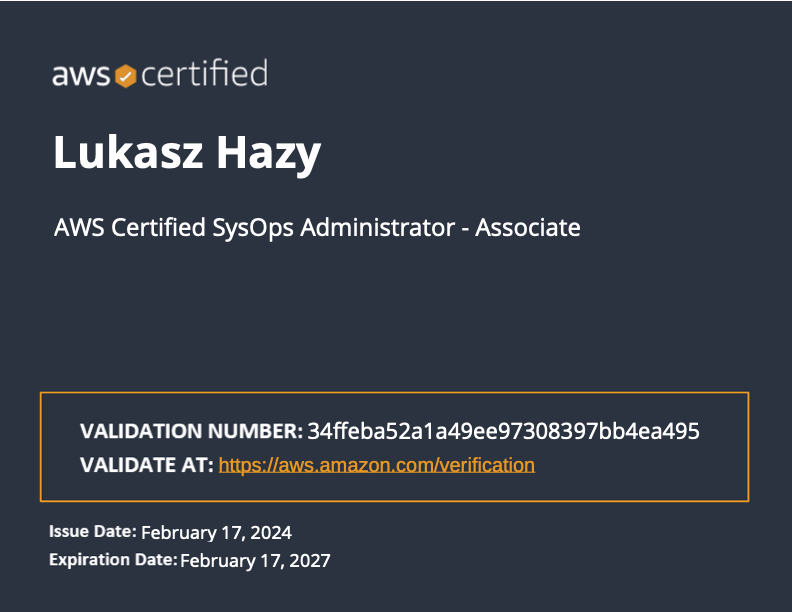 aws certified
Lukasz Hazy
AWS Certified SysOps Administrator - Associate
VALIDATION NUMBER: 34ffeba52a1a49ee97308397bb4ea495
VALIDATE AT: https://aws.amazon.com/verification
Issue Date: February 17, 2024
Expiration Date: February 17, 2027